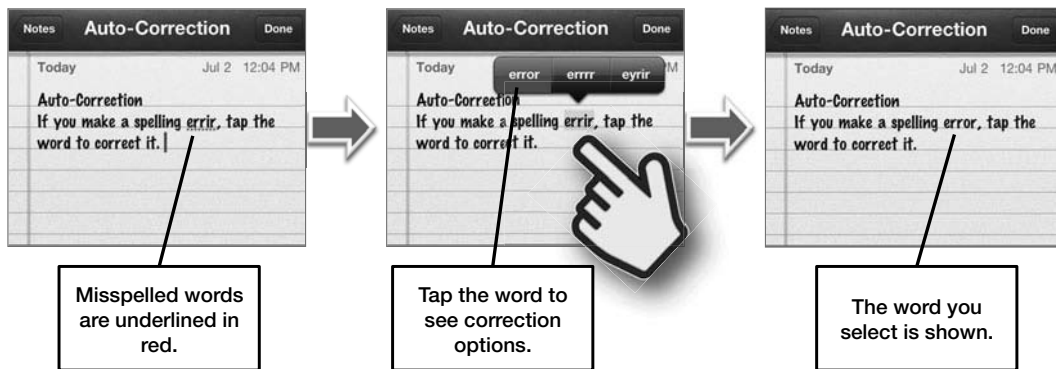 Notes Auto-Correction Done
Today Jul 2 12:04 PM
Auto-Correction
If you make a spelling errir, tap the
word to correct it.
Misspelled words
are underlined in
red.
Notes Auto-Correction Done
Today M
error errrr eyrir
Auto-Correction
If you make a spelling errir, tap the
word to correct it.
Tap the word to
see correction
options.
Notes Auto-Correction Done
Today Jul 2 12:04 PM
Auto-Correction
If you make a spelling error, tap the
word to correct it.
The word you
select is shown.